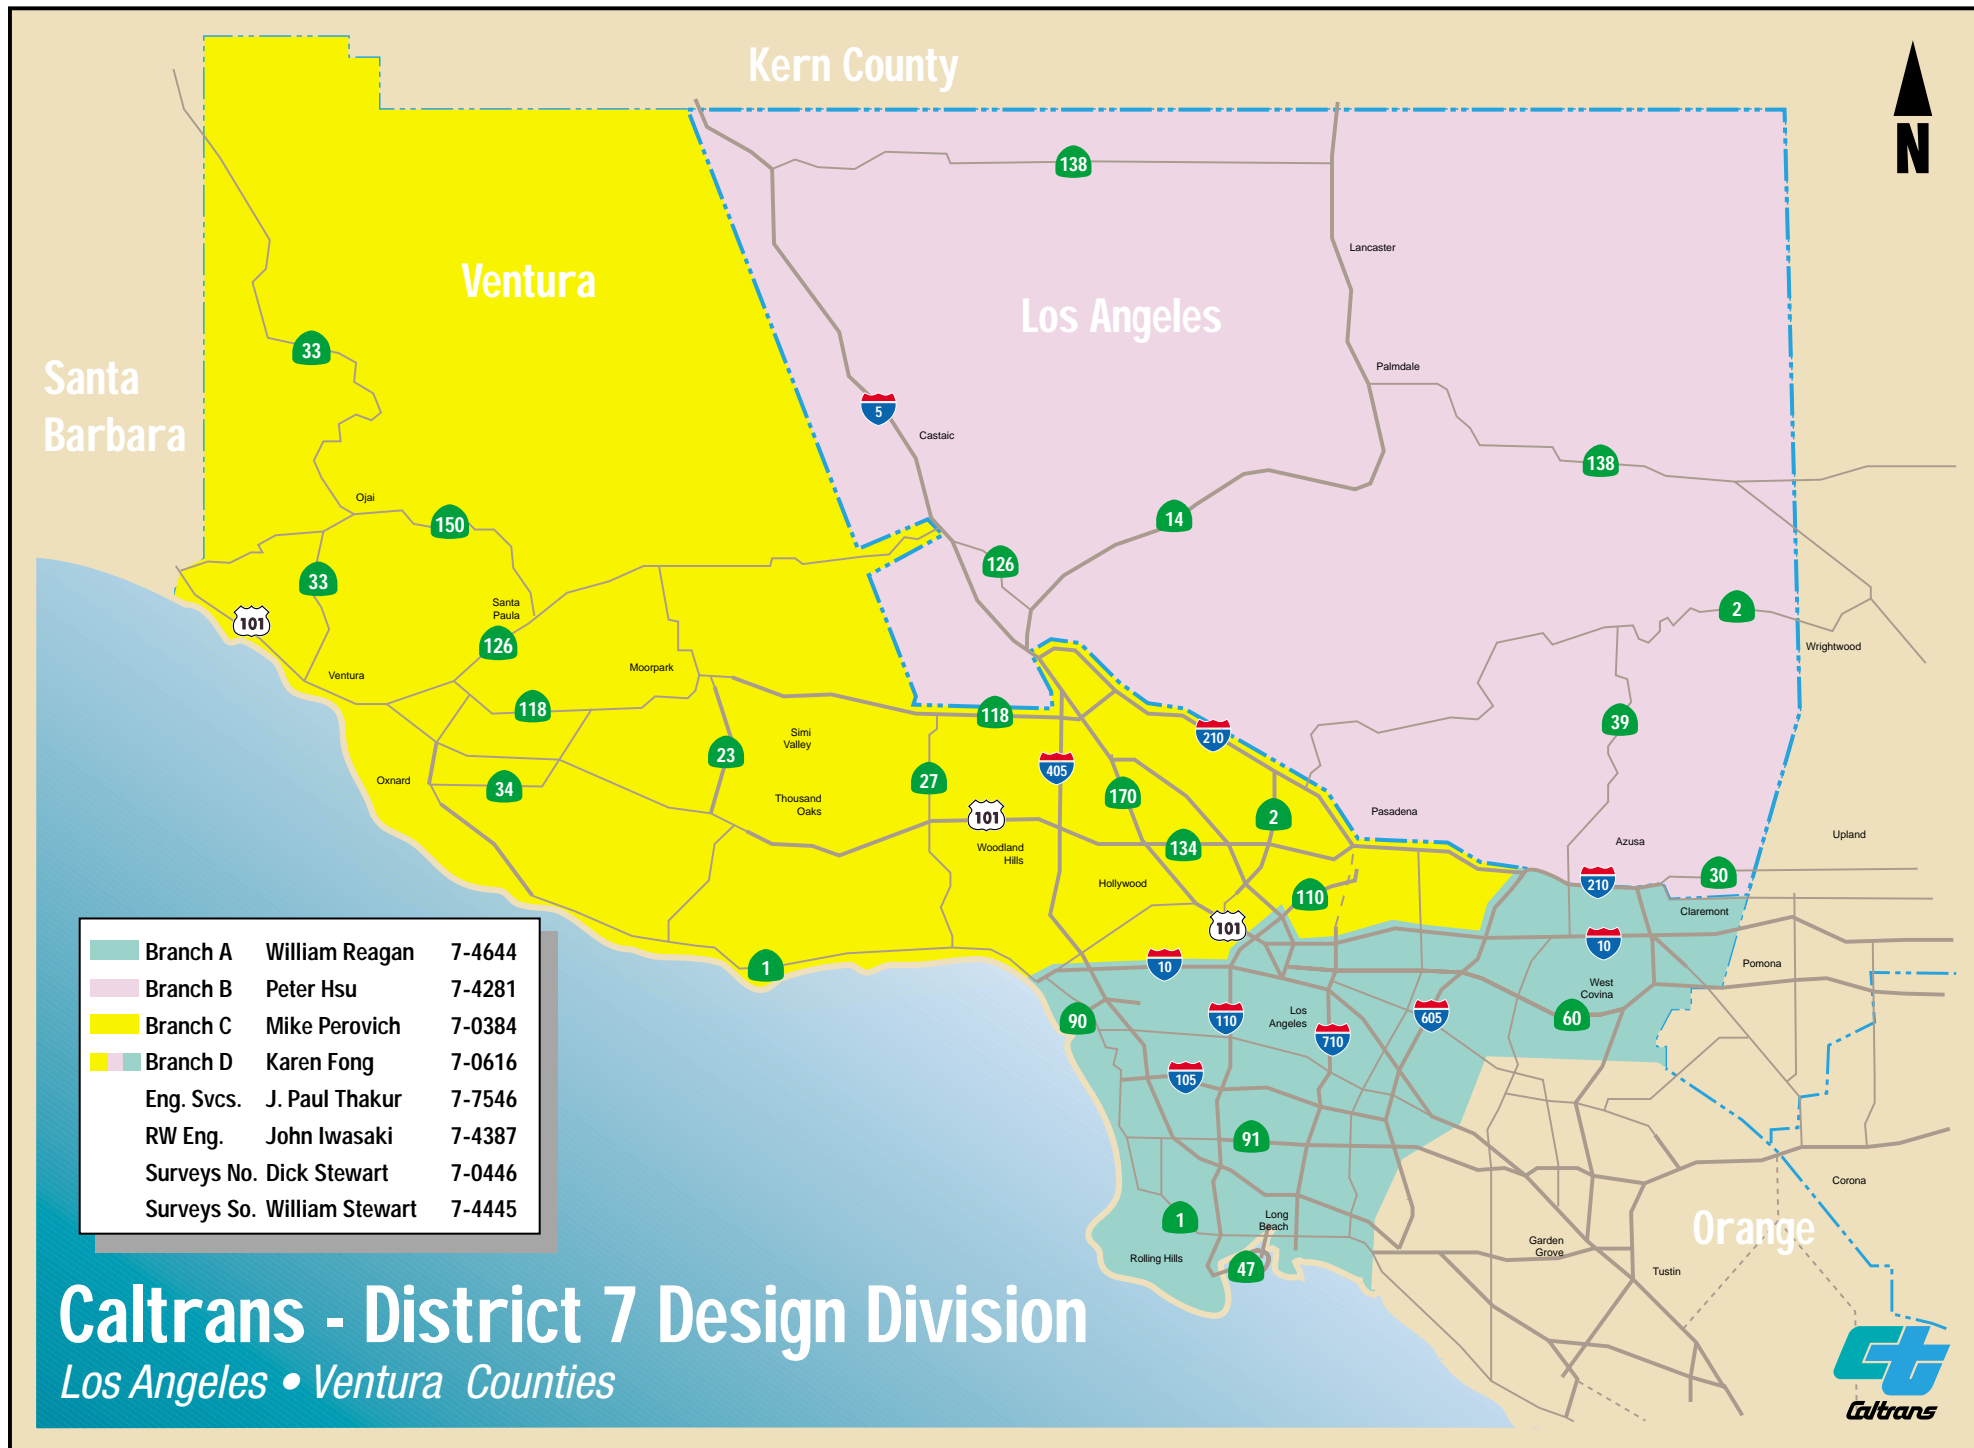 Kern County
N
138
Lancaster
Ventura
Los Angeles
33
Palmdale
Santa
Barbara
5
Castaic
138
Ojai
150
14
126
33
Santa
Paula
2
101
126
Wrightwood
Moorpark
Ventura
118
118
39
Simi
Valley
210
23
405
27
Oxnard
34
170
Thousand
Oaks
101
2
Pasadena
Upland
Azusa
134
Woodland
Hills
30
Hollywood
210
110
Claremont
101
10
10
1
Pomona
West
Covina
90
110
Los
Angeles
605
60
710
105
91
Corona
1
Long
Beach
Orange
Garden
Grove
Rolling Hills
47
Tustin
Branch A William Reagan 7-4644
Branch B Peter Hsu 7-4281
Branch C Mike Perovich 7-0384
Branch D Karen Fong 7-0616
Eng. Svcs. J. Paul Thakur 7-7546
RW Eng. John Iwasaki 7-4387
Surveys No. Dick Stewart 7-0446
Surveys So. William Stewart 7-4445
Caltrans - District 7 Design Division
Los Angeles • Ventura Counties
ct
Caltrans